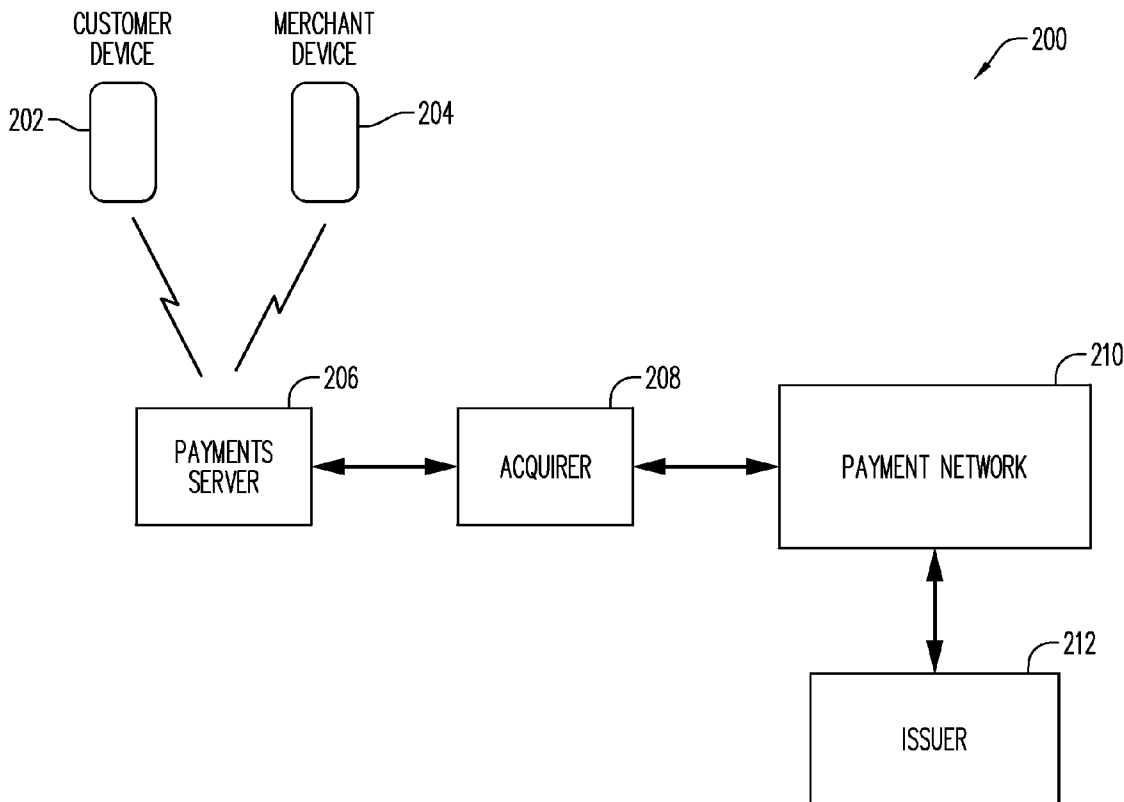 CUSTOMER
DEVICE
MERCHANT
DEVICE
200
202
204
206
208
210
PAYMENTS
SERVER
ACQUIRER
PAYMENT NETWORK
212
ISSUER